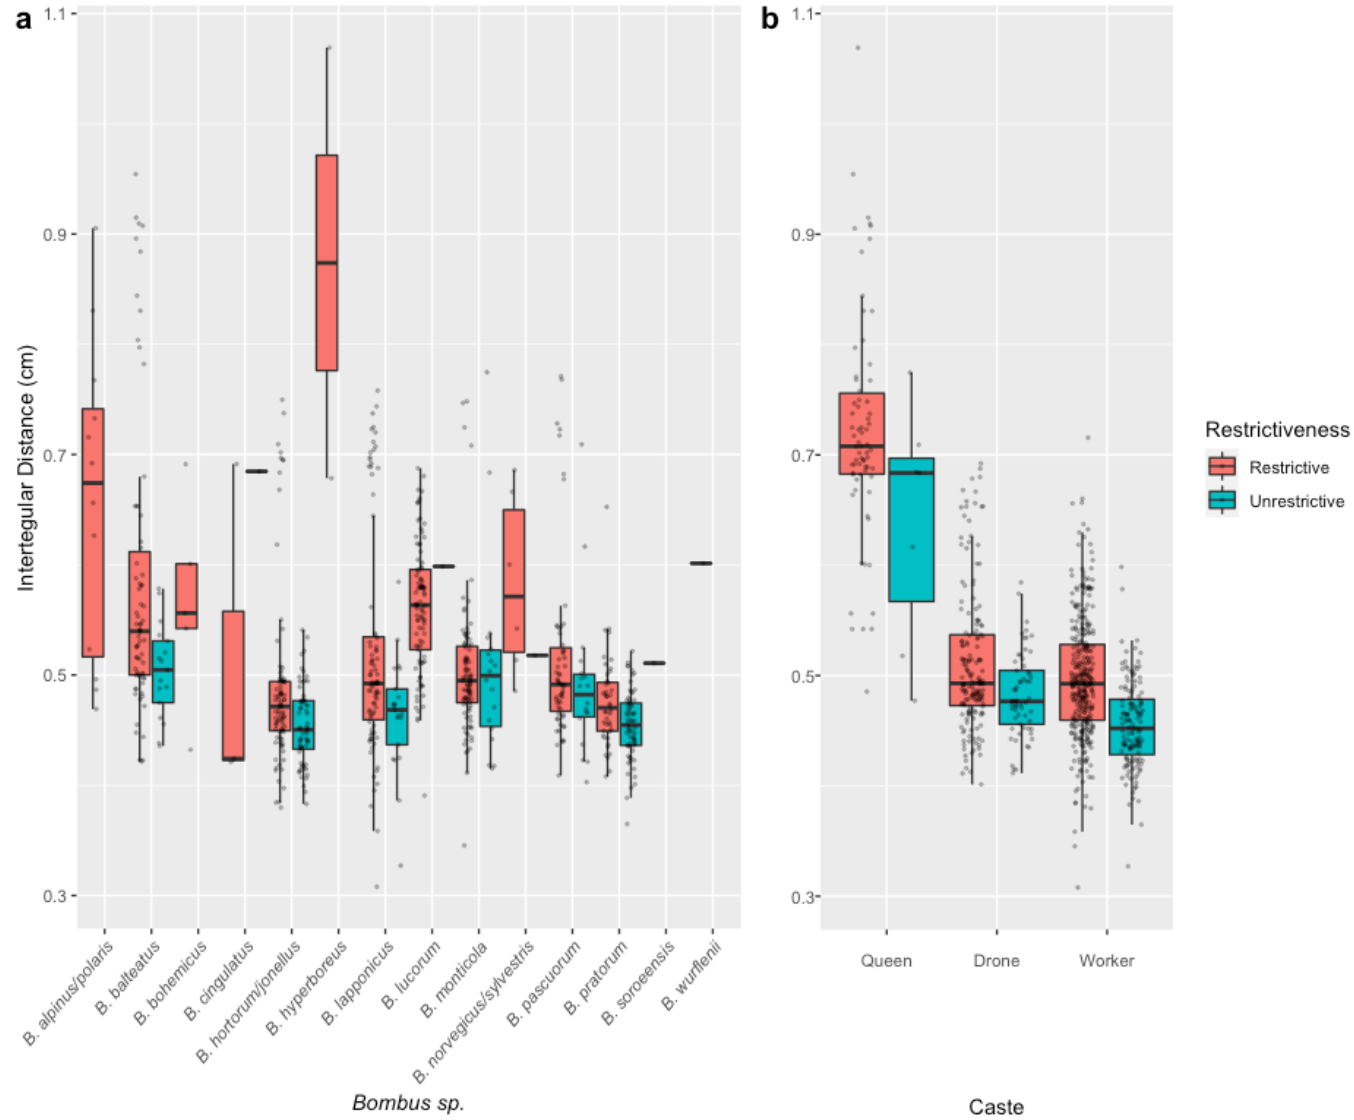 a
b
1.1
0.9
0.7
0.5
0.3
Intertegular Distance (cm)
B. alpinus/polaris
B. balteatus
B. bohemicus
B. cingulatus
B. hortorum/jonellus
B. hyperboreus
B. lapponicus
B. lucorum
B. monticola
B. norvegicus/sylvestris
B. pascuorum
B. pratorum
B. soroeensis
B. wurflenii
Bombus sp.
1.1
0.9
0.7
0.5
0.3
Queen
Drone
Worker
Caste
Restrictiveness
Restrictive
Unrestrictive